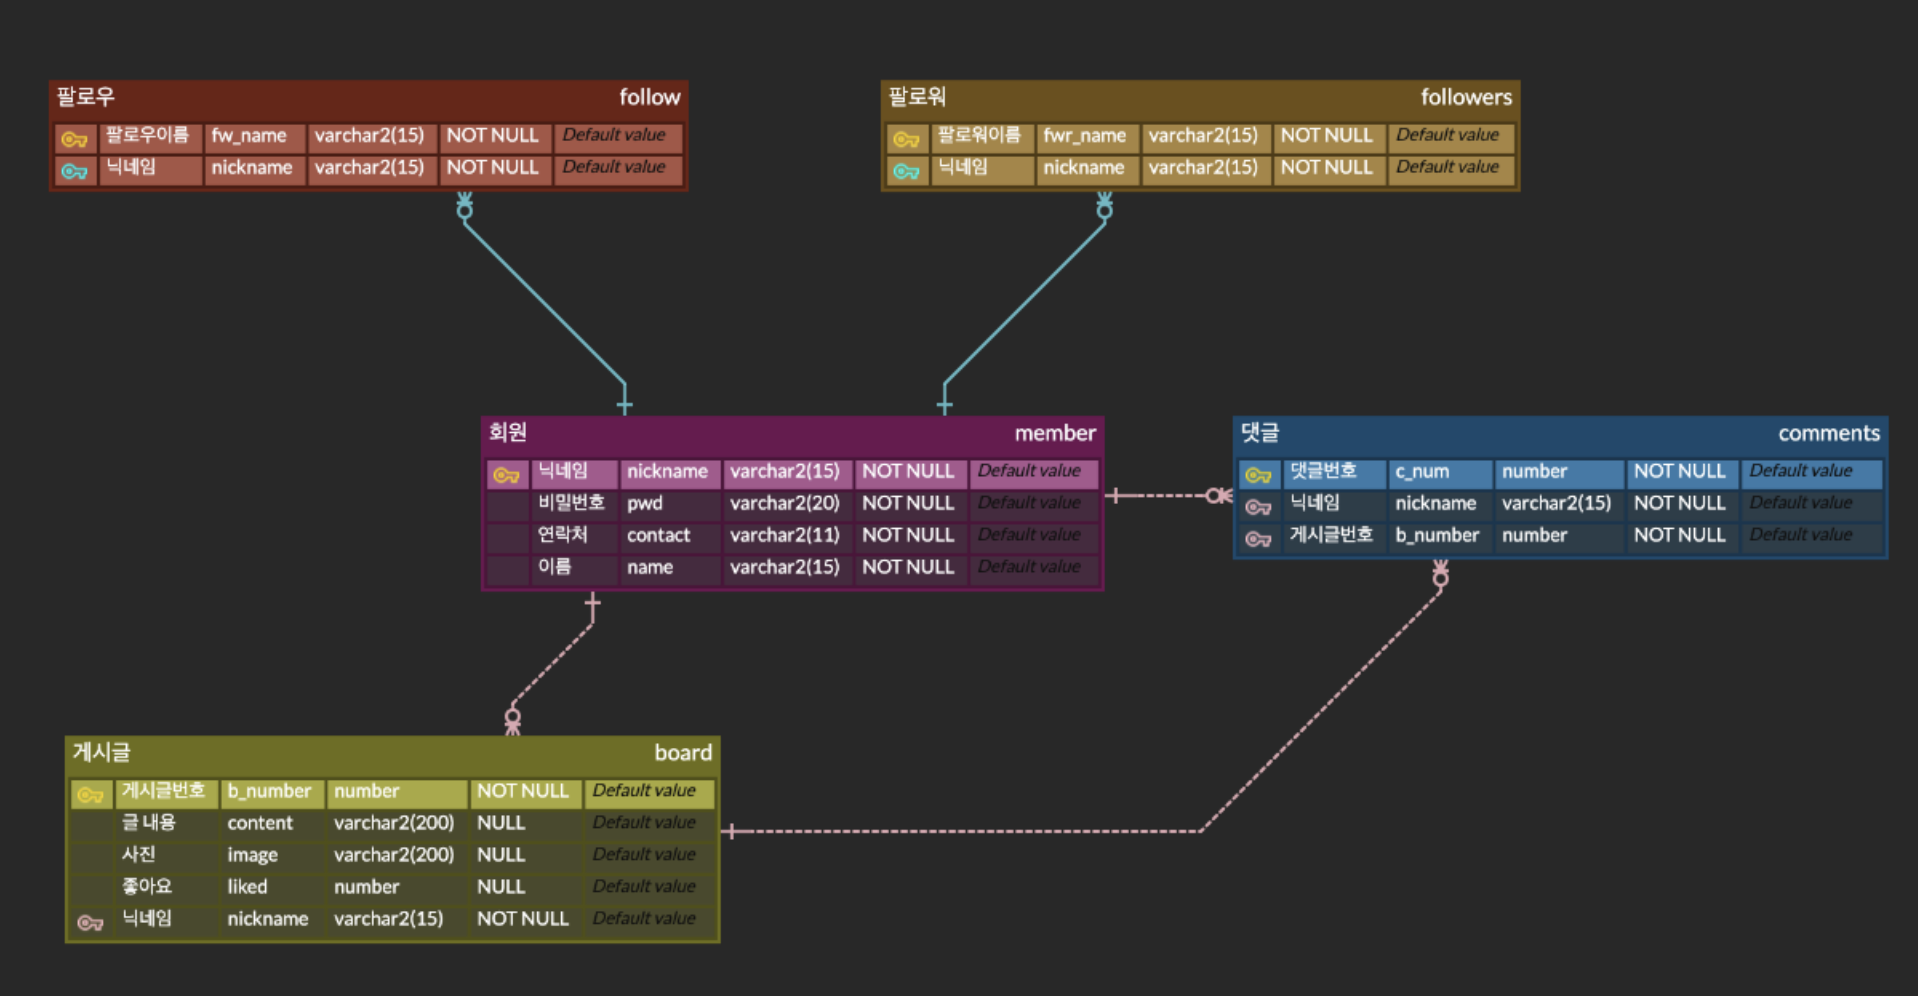 팔로우 follow
팔로우이름 fw_name varchar2(15) NOT NULL Default value
닉네임 nickname varchar2(15) NOT NULL Default value
팔로워 followers
팔로워이름 fwr_name varchar2(15) NOT NULL Default value
닉네임 nickname varchar2(15) NOT NULL Default value
회원 member
닉네임 nickname varchar2(15) NOT NULL Default value
비밀번호 pwd varchar2(20) NOT NULL Default value
연락처 contact varchar2(11) NOT NULL Default value
이름 name varchar2(15) NOT NULL Default value
댓글 comments
댓글번호 c_num number NOT NULL Default value
닉네임 nickname varchar2(15) NOT NULL Default value
게시글번호 b_number number NOT NULL Default value
게시글 board
게시글번호 b_number number NOT NULL Default value
글 내용 content varchar2(200) NULL Default value
사진 image varchar2(200) NULL Default value
좋아요 liked number NULL Default value
닉네임 nickname varchar2(15) NOT NULL Default value